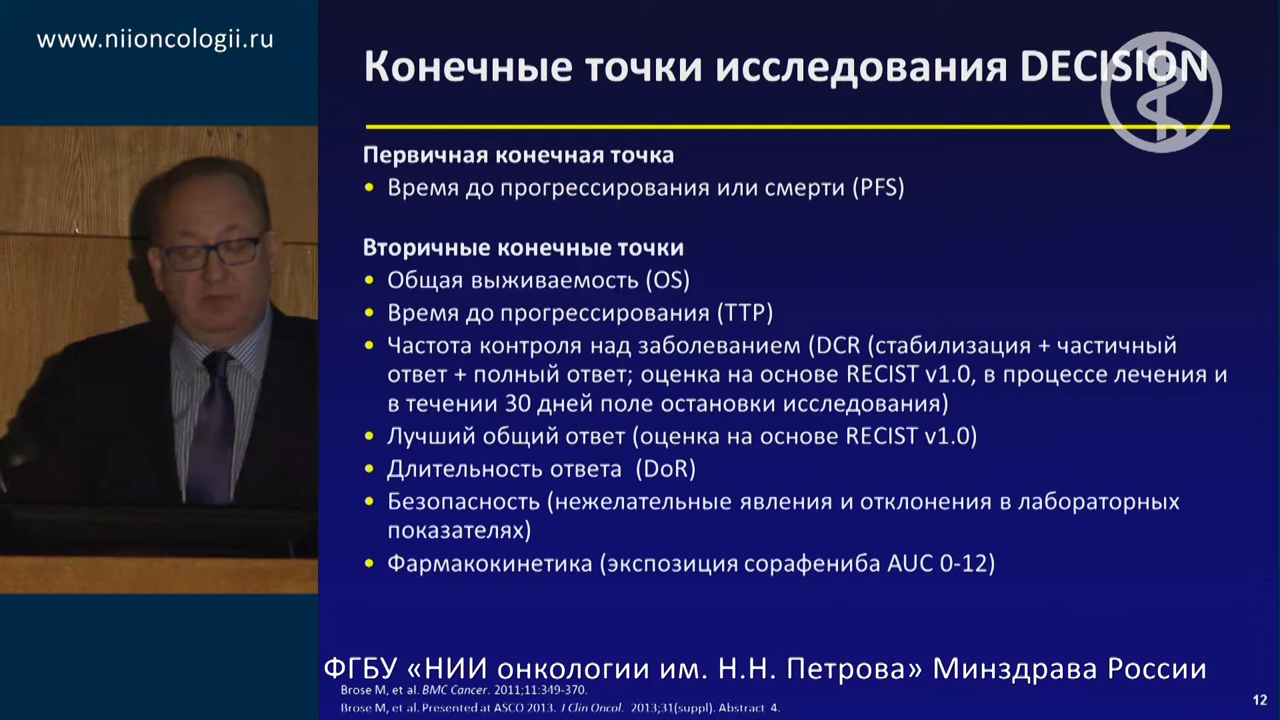 www.niioncologii.ru
Конечные точки исследования DECISION
Первичная конечная точка
• Время до прогрессирования или смерти (PFS)
Вторичные конечные точки
• Общая выживаемость (OS)
• Время до прогрессирования (TTP)
• Частота контроля над заболеванием (DCR (стабилизация + частичный
ответ + полный ответ; оценка на основе RECIST v1.0, в процессе лечения и
в течении 30 дней поле остановки исследования)
• Лучший общий ответ (оценка на основе RECIST v1.0)
• Длительность ответа (DoR)
• Безопасность (нежелательные явления и отклонения в лабораторных
показателях)
• Фармакокинетика (экспозиция сорафениба AUC 0-12)
ФГБУ «НИИ онкологии им. Н.Н. Петрова» Минздрава России
Brose M, et al. BMC Cancer. 2011;11:349-370.
Brose M, et al. Presented at ASCO 2013. J Clin Oncol. 2013;31(suppl). Abstract 4.
12